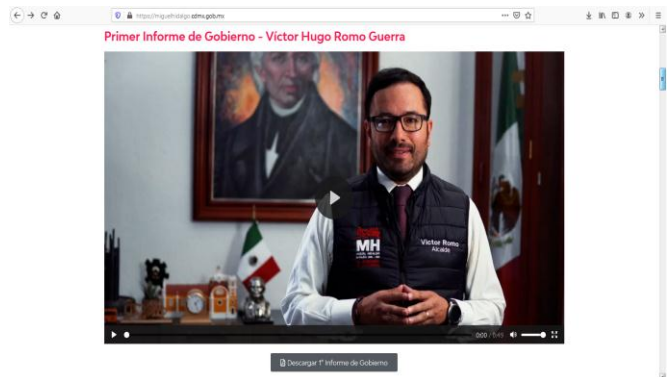 https://miguelhidalgo.cdmx.gob.mx
Primer Informe de Gobierno - Víctor Hugo Romo Guerra
MH
Víctor Romo
Alcalde
0:00 / 5:45
Descargar 1° Informe de Gobierno